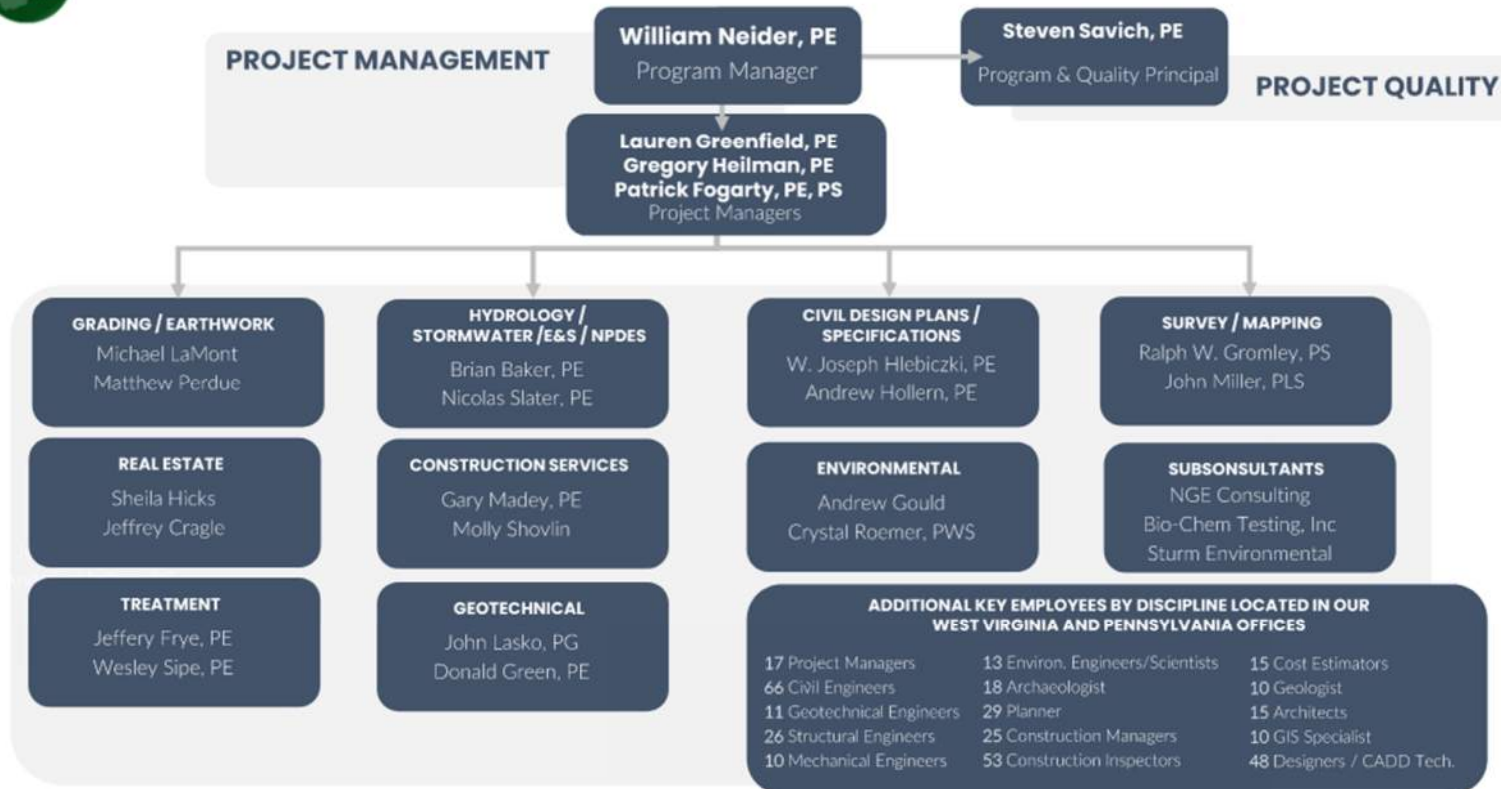 PROJECT MANAGEMENT
William Neider, PE
Program Manager
Steven Savich, PE
Program & Quality Principal
PROJECT QUALITY
Lauren Greenfield, PE
Gregory Heilman, PE
Patrick Fogarty, PE, PS
Project Managers
GRADING / EARTHWORK
Michael LaMont
Matthew Perdue
HYDROLOGY /
STORMWATER /E&S / NPDES
Brian Baker, PE
Nicolas Slater, PE
CIVIL DESIGN PLANS /
SPECIFICATIONS
W. Joseph Hlebiczki, PE
Andrew Hollern, PE
SURVEY / MAPPING
Ralph W. Gromley, PS
John Miller, PLS
REAL ESTATE
Sheila Hicks
Jeffrey Cragle
CONSTRUCTION SERVICES
Gary Madey, PE
Molly Shovlin
ENVIRONMENTAL
Andrew Gould
Crystal Roemer, PWS
SUBSONSULTANTS
NGE Consulting
Bio-Chem Testing, Inc
Sturm Environmental
TREATMENT
Jeffery Frye, PE
Wesley Sipe, PE
GEOTECHNICAL
John Lasko, PG
Donald Green, PE
ADDITIONAL KEY EMPLOYEES BY DISCIPLINE LOCATED IN OUR
WEST VIRGINIA AND PENNSYLVANIA OFFICES
17 Project Managers
66 Civil Engineers
11 Geotechnical Engineers
26 Structural Engineers
10 Mechanical Engineers
13 Environ. Engineers/Scientists
18 Archaeologist
29 Planner
25 Construction Managers
53 Construction Inspectors
15 Cost Estimators
10 Geologist
15 Architects
10 GIS Specialist
48 Designers / CADD Tech.